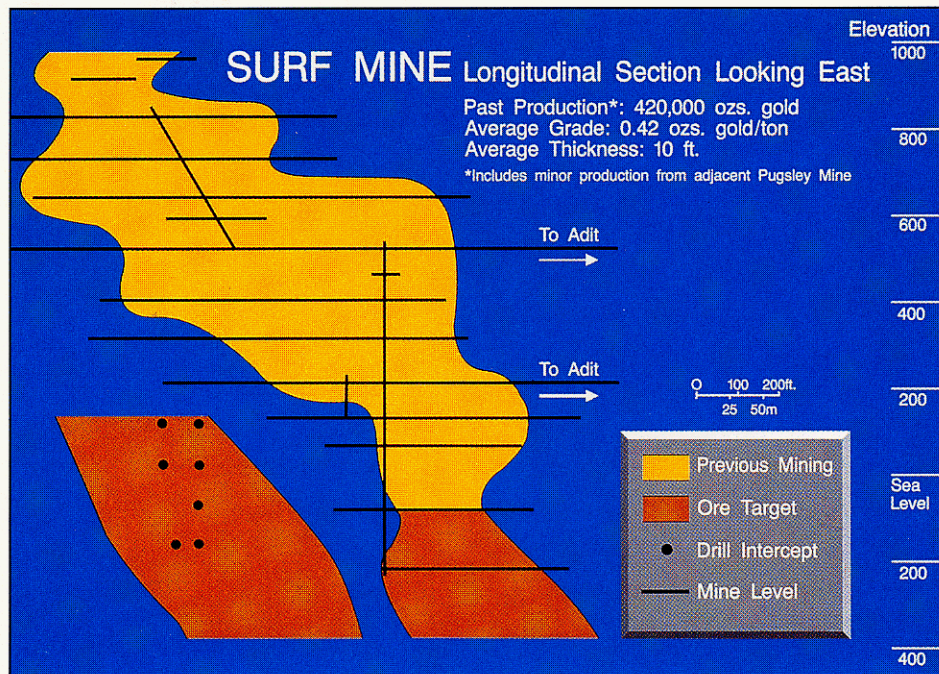 SURF MINE Longitudinal Section Looking East
Past Production*: 420,000 ozs. gold
Average Grade: 0.42 ozs. gold/ton
Average Thickness: 10 ft.
*Includes minor production from adjacent Pugsley Mine
Elevation
1000
800
600
To Adit
400
To Adit
200
0 100 200ft.
25 50m
Previous Mining
Ore Target
Drill Intercept
Mine Level
Sea
Level
200
400